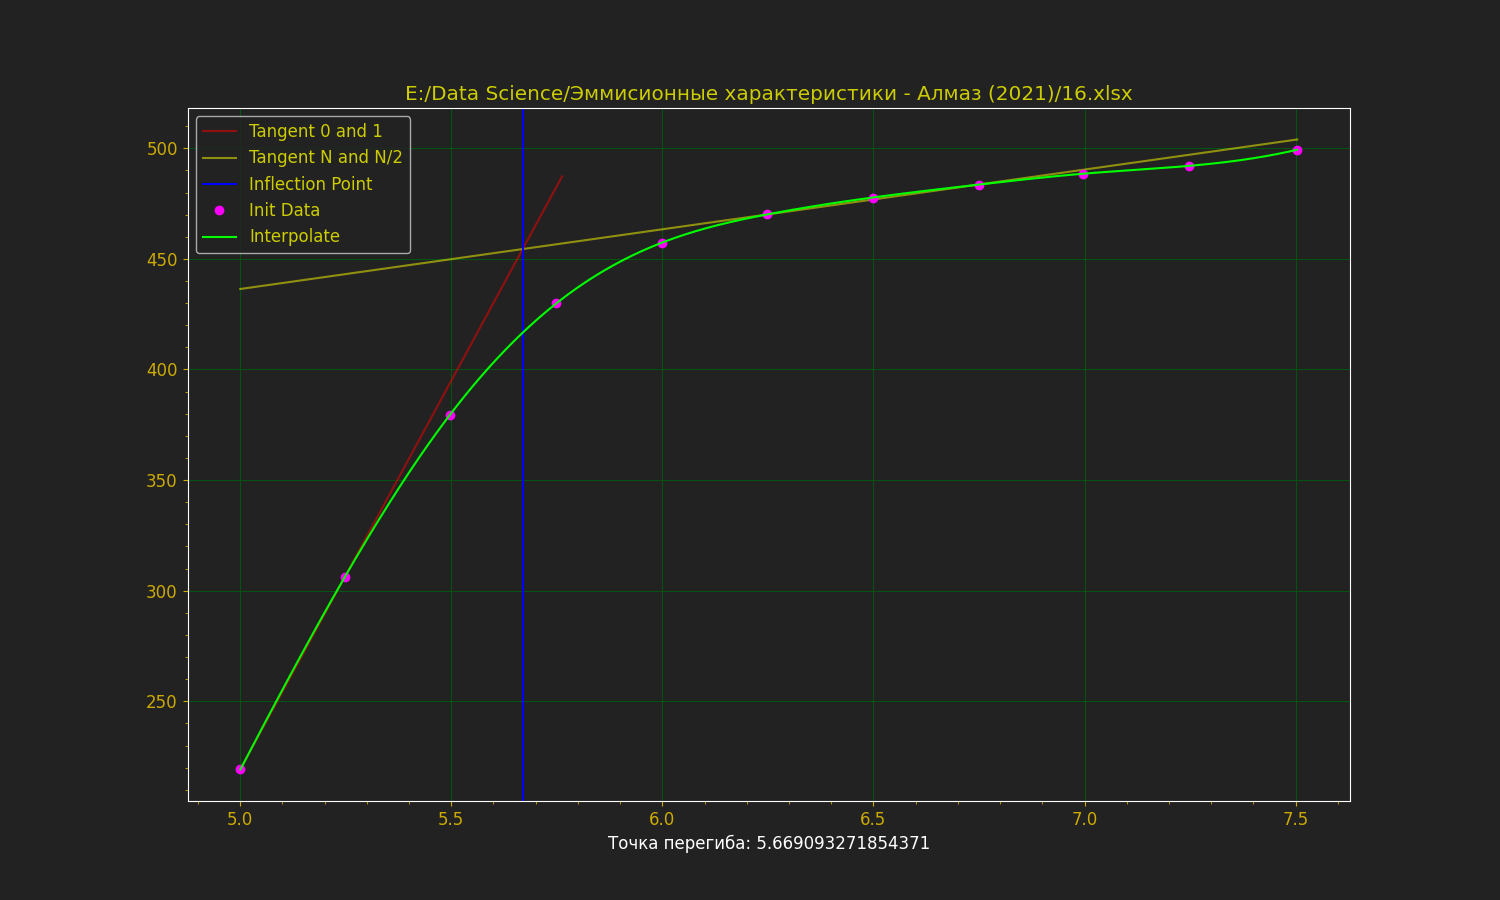 E:/Data Science/Эммисионные характеристики - Алмаз (2021)/16.xlsx
Tangent 0 and 1
Tangent N and N/2
Inflection Point
Init Data
Interpolate
500
450
400
350
300
250
5.0 5.5 6.0 6.5 7.0 7.5
Точка перегиба: 5.669093271854371